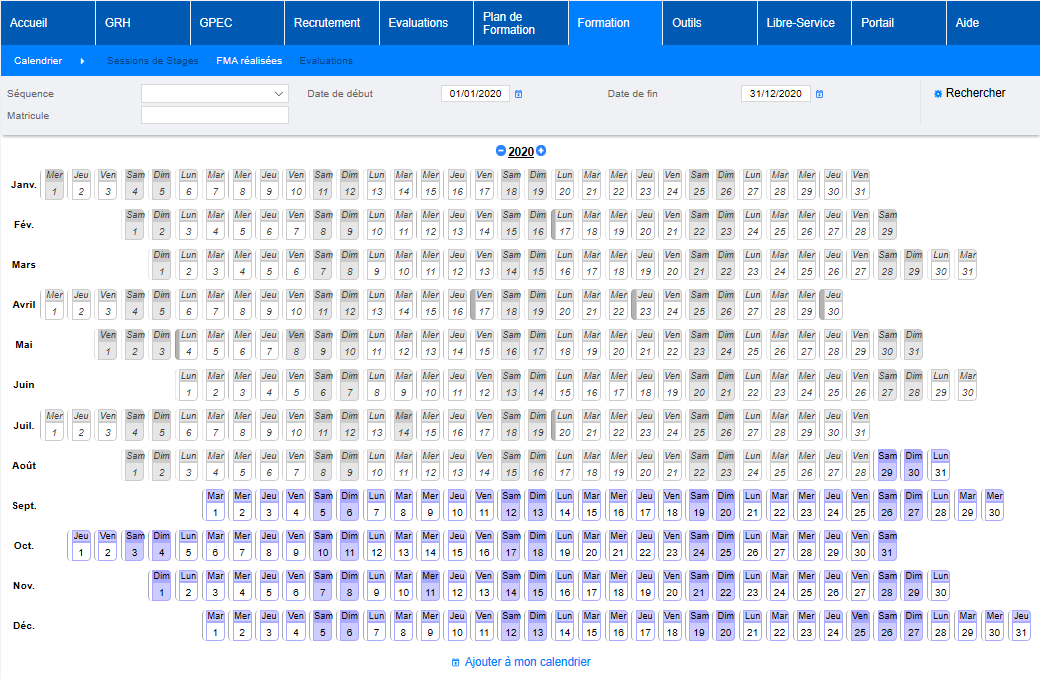 Accueil
GRH
GPEC
Recrutement
Evaluations
Plan de
Formation
Formation
Outils
Libre-Service
Portail
Aide
Calendrier
Sessions de Stages
FMA réalisées
Evaluations
Séquence
Date de début 01/01/2020
Date de fin 31/12/2020
Rechercher
Matricule
2020
Janv.
Mer Jeu Ven Sam Dim Lun Mar Mer Jeu Ven Sam Dim Lun Mar Mer Jeu Ven Sam Dim Lun Mar Mer Jeu Ven Sam Dim Lun Mar Mer Jeu Ven
1 2 3 4 5 6 7 8 9 10 11 12 13 14 15 16 17 18 19 20 21 22 23 24 25 26 27 28 29 30 31
Fév.
Sam Dim Lun Mar Mer Jeu Ven Sam Dim Lun Mar Mer Jeu Ven Sam Dim Lun Mar Mer Jeu Ven Sam Dim Lun Mar Mer Jeu Ven Sam
1 2 3 4 5 6 7 8 9 10 11 12 13 14 15 16 17 18 19 20 21 22 23 24 25 26 27 28 29
Mars
Dim Lun Mar Mer Jeu Ven Sam Dim Lun Mar Mer Jeu Ven Sam Dim Lun Mar Mer Jeu Ven Sam Dim Lun Mar Mer Jeu Ven Sam Dim Lun Mar
1 2 3 4 5 6 7 8 9 10 11 12 13 14 15 16 17 18 19 20 21 22 23 24 25 26 27 28 29 30 31
Avril
Mer Jeu Ven Sam Dim Lun Mar Mer Jeu Ven Sam Dim Lun Mar Mer Jeu Ven Sam Dim Lun Mar Mer Jeu Ven Sam Dim Lun Mar Mer Jeu
1 2 3 4 5 6 7 8 9 10 11 12 13 14 15 16 17 18 19 20 21 22 23 24 25 26 27 28 29 30
Mai
Ven Sam Dim Lun Mar Mer Jeu Ven Sam Dim Lun Mar Mer Jeu Ven Sam Dim Lun Mar Mer Jeu Ven Sam Dim Lun Mar Mer Jeu Ven Sam Dim
1 2 3 4 5 6 7 8 9 10 11 12 13 14 15 16 17 18 19 20 21 22 23 24 25 26 27 28 29 30 31
Juin
Lun Mar Mer Jeu Ven Sam Dim Lun Mar Mer Jeu Ven Sam Dim Lun Mar Mer Jeu Ven Sam Dim Lun Mar Mer Jeu Ven Sam Dim Lun Mar
1 2 3 4 5 6 7 8 9 10 11 12 13 14 15 16 17 18 19 20 21 22 23 24 25 26 27 28 29 30
Juil.
Mer Jeu Ven Sam Dim Lun Mar Mer Jeu Ven Sam Dim Lun Mar Mer Jeu Ven Sam Dim Lun Mar Mer Jeu Ven Sam Dim Lun Mar Mer Jeu Ven
1 2 3 4 5 6 7 8 9 10 11 12 13 14 15 16 17 18 19 20 21 22 23 24 25 26 27 28 29 30 31
Août
Sam Dim Lun Mar Mer Jeu Ven Sam Dim Lun Mar Mer Jeu Ven Sam Dim Lun Mar Mer Jeu Ven Sam Dim Lun Mar Mer Jeu Ven Sam Dim Lun
1 2 3 4 5 6 7 8 9 10 11 12 13 14 15 16 17 18 19 20 21 22 23 24 25 26 27 28 29 30 31
Sept.
Mar Mer Jeu Ven Sam Dim Lun Mar Mer Jeu Ven Sam Dim Lun Mar Mer Jeu Ven Sam Dim Lun Mar Mer Jeu Ven Sam Dim Lun Mar Mer
1 2 3 4 5 6 7 8 9 10 11 12 13 14 15 16 17 18 19 20 21 22 23 24 25 26 27 28 29 30
Oct.
Jeu Ven Sam Dim Lun Mar Mer Jeu Ven Sam Dim Lun Mar Mer Jeu Ven Sam Dim Lun Mar Mer Jeu Ven Sam Dim Lun Mar Mer Jeu Ven Sam
1 2 3 4 5 6 7 8 9 10 11 12 13 14 15 16 17 18 19 20 21 22 23 24 25 26 27 28 29 30 31
Nov.
Dim Lun Mar Mer Jeu Ven Sam Dim Lun Mar Mer Jeu Ven Sam Dim Lun Mar Mer Jeu Ven Sam Dim Lun Mar Mer Jeu Ven Sam Dim Lun
1 2 3 4 5 6 7 8 9 10 11 12 13 14 15 16 17 18 19 20 21 22 23 24 25 26 27 28 29 30
Déc.
Mar Mer Jeu Ven Sam Dim Lun Mar Mer Jeu Ven Sam Dim Lun Mar Mer Jeu Ven Sam Dim Lun Mar Mer Jeu Ven Sam Dim Lun Mar Mer Jeu
1 2 3 4 5 6 7 8 9 10 11 12 13 14 15 16 17 18 19 20 21 22 23 24 25 26 27 28 29 30 31
Ajouter à mon calendrier